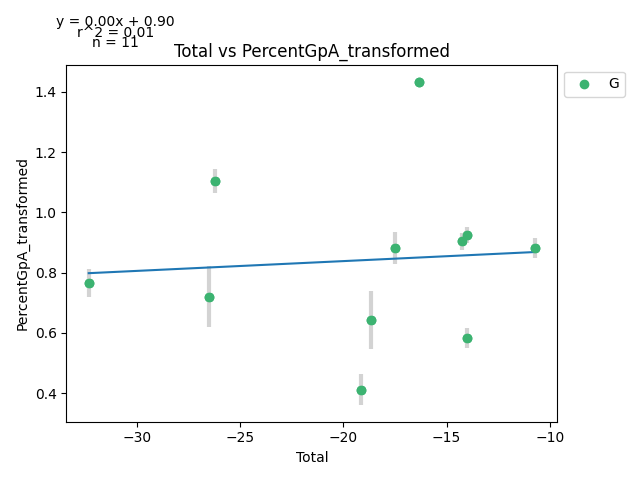 y = 0.00x + 0.90
r^2 = 0.01
n = 11
Total vs PercentGpA_transformed
G
PercentGpA_transformed
1.4
1.2
1.0
0.8
0.6
0.4
−30 −25 −20 −15 −10
Total